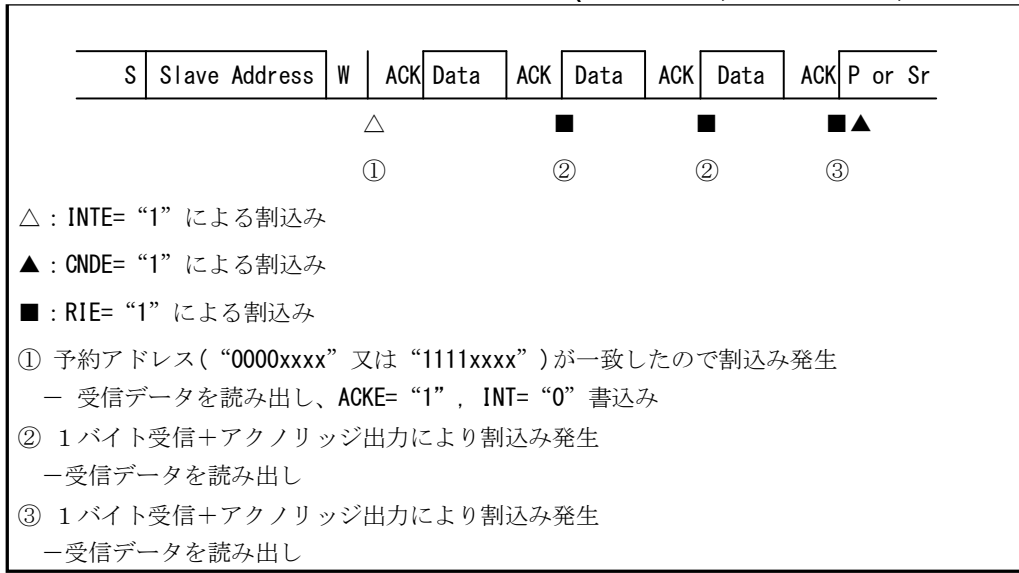 S Slave Address W ACK Data ACK Data ACK Data ACK P or Sr
△ ■ ■ ■▲
① ② ② ③
△：INTE=“1”による割込み
▲：CNDE=“1”による割込み
■：RIE=“1”による割込み
① 予約アドレス(“0000xxxx”又は“1111xxxx”)が一致したので割込み発生
－ 受信データを読み出し、ACKE=“1”, INT=“0”書込み
② １バイト受信＋アクノリッジ出力により割込み発生
－受信データを読み出し
③ １バイト受信＋アクノリッジ出力により割込み発生
－受信データを読み出し